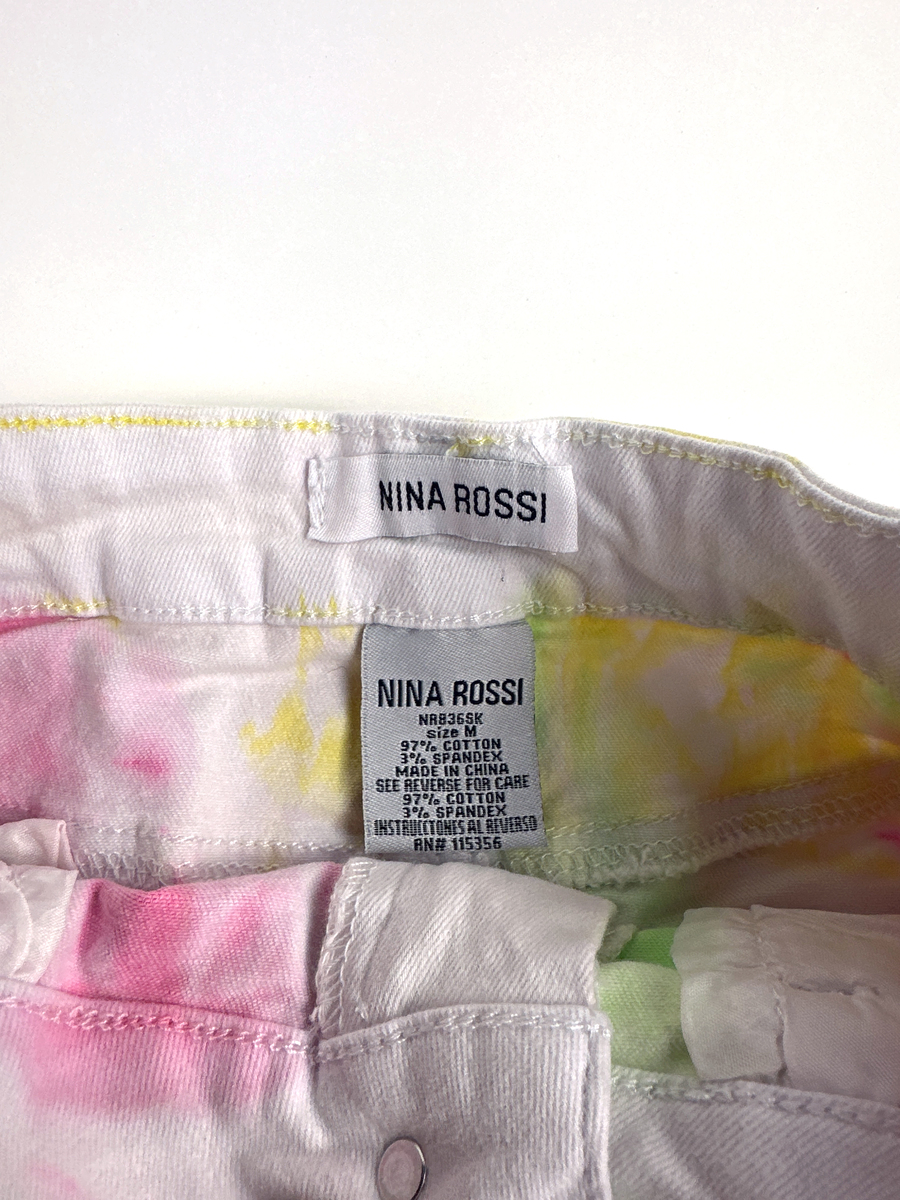 NINA ROSSI
NINA ROSSI
NR836SK
size M
97% COTTON
3% SPANDEX
MADE IN CHINA
SEE REVERSE FOR CARE
97% COTTON
3% SPANDEX
INSTRUCTIONES AL REVERSO
RN# 115356